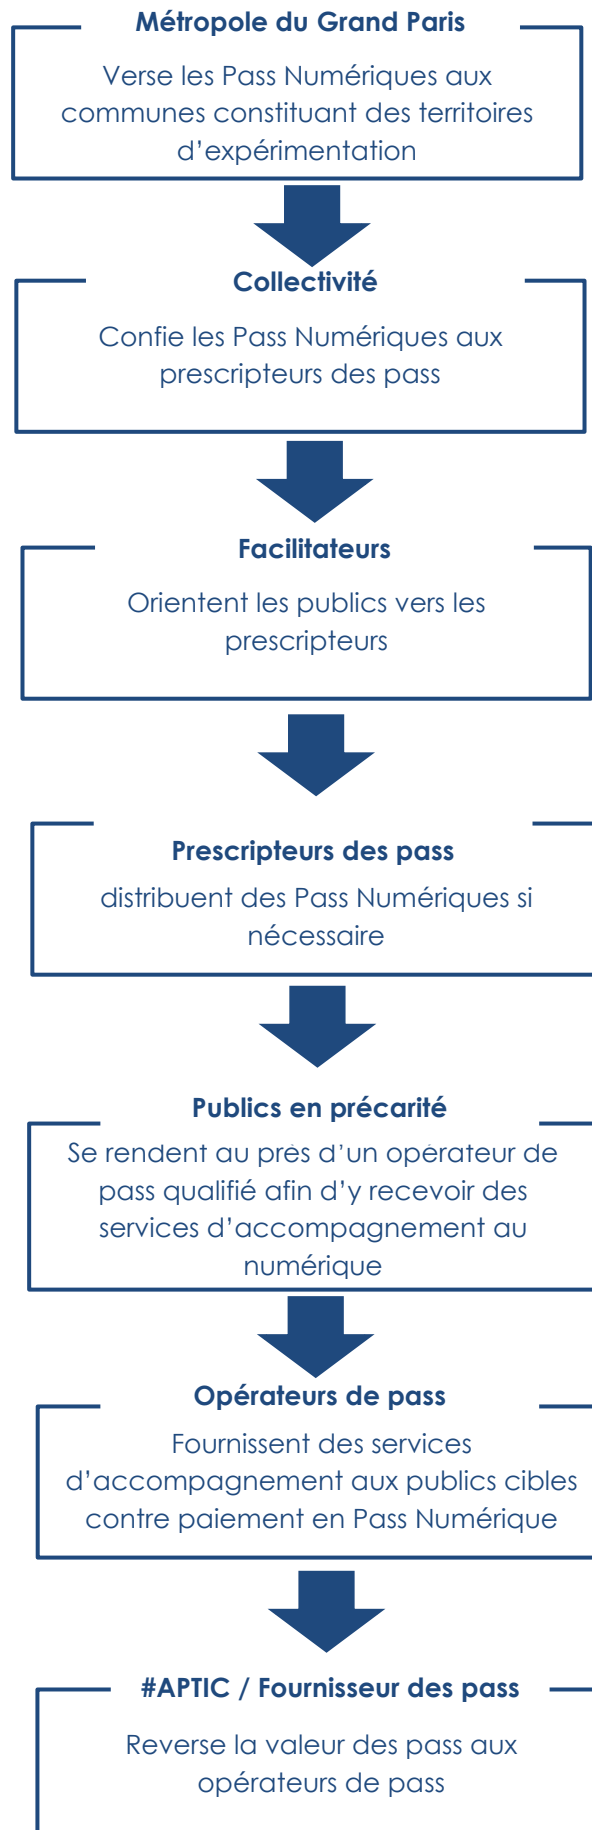 Métropole du Grand Paris
Verse les Pass Numériques aux
communes constituant des territoires
d'expérimentation
Collectivité
Confie les Pass Numériques aux
prescripteurs des pass
Facilitateurs
Orientent les publics vers les
prescripteurs
Prescripteurs des pass
distribuent des Pass Numériques si
nécessaire
Publics en précarité
Se rendent au près d'un opérateur de
pass qualifié afin d'y recevoir des
services d'accompagnement au
numérique
Opérateurs de pass
Fournissent des services
d'accompagnement aux publics cibles
contre paiement en Pass Numérique
#APTIC / Fournisseur des pass
Reverse la valeur des pass aux
opérateurs de pass